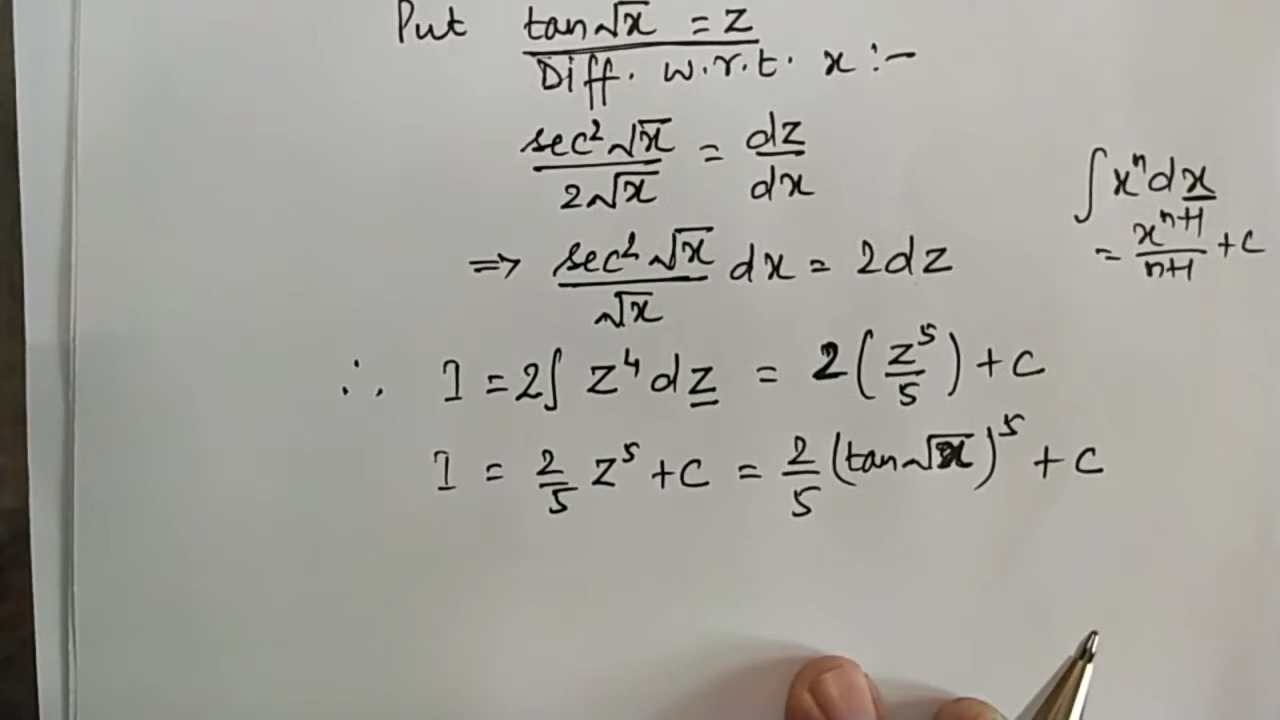 Put tan√x = z
Diff. w.r.t. x :-
sec²√x / 2√x = dz/dx
⇒ sec²√x / √x dx = 2dz
∫xⁿdx
= xⁿ⁺¹/n+1 + c
∴ I = 2∫ z⁴ dz = 2(z⁵/5) + c
I = 2/5 z⁵ + c = 2/5 (tan√x)⁵ + c